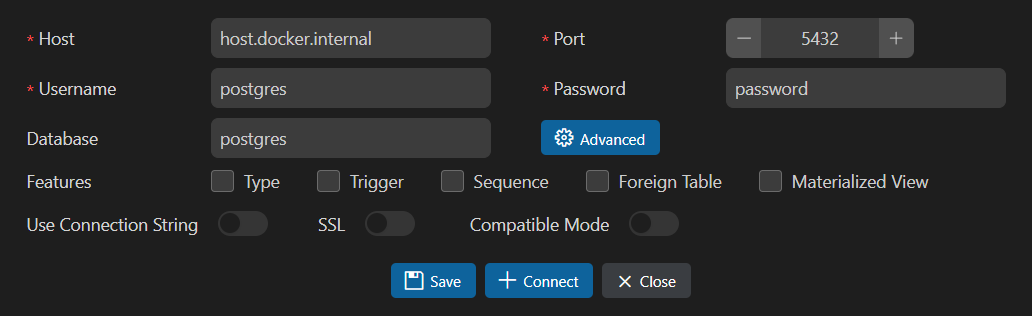 * Host host.docker.internal * Port — 5432 +
* Username postgres * Password password
Database postgres Advanced
Features Type Trigger Sequence Foreign Table Materialized View
Use Connection String SSL Compatible Mode
Save Connect Close